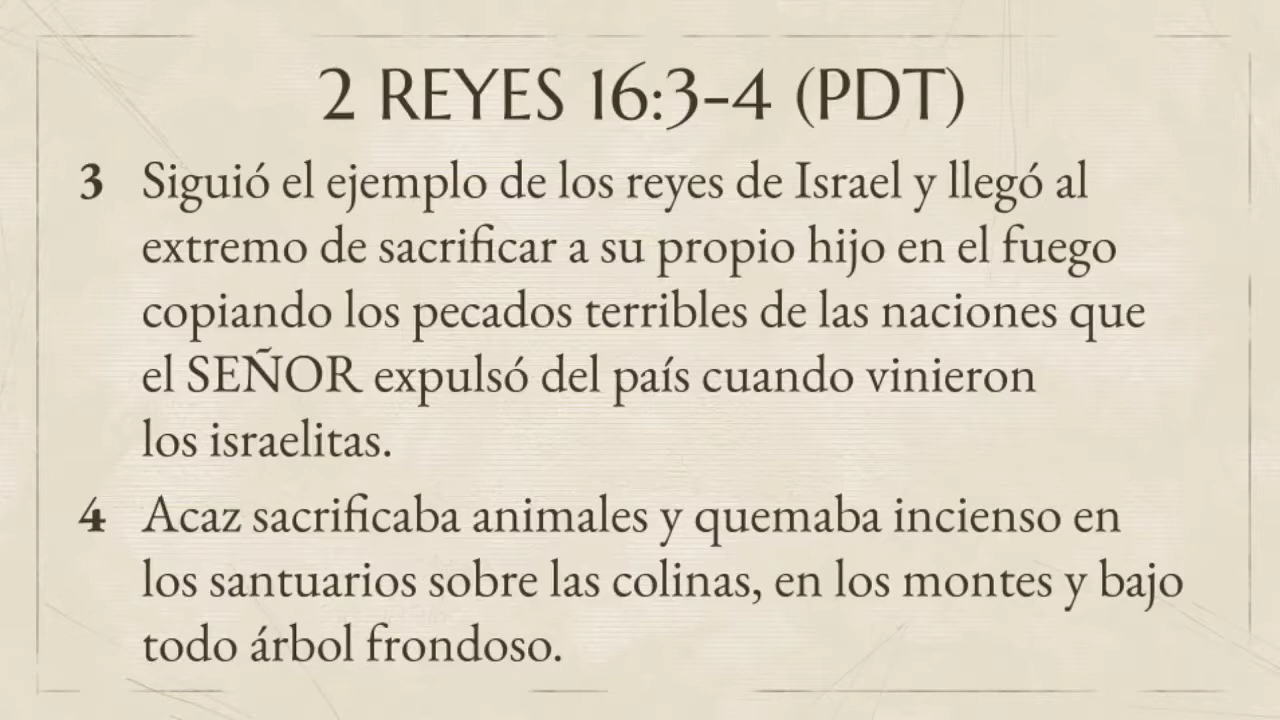 2 REYES 16:3-4 (PDT)
3 Siguió el ejemplo de los reyes de Israel y llegó al
extremo de sacrificar a su propio hijo en el fuego
copiando los pecados terribles de las naciones que
el SEÑOR expulsó del país cuando vinieron
los israelitas.
4 Acaz sacrificaba animales y quemaba incienso en
los santuarios sobre las colinas, en los montes y bajo
todo árbol frondoso.